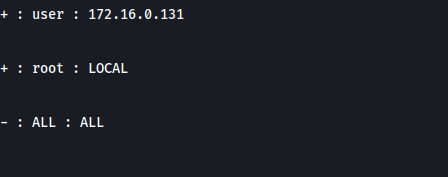 + : user : 172.16.0.131
+ : root : LOCAL
- : ALL : ALL